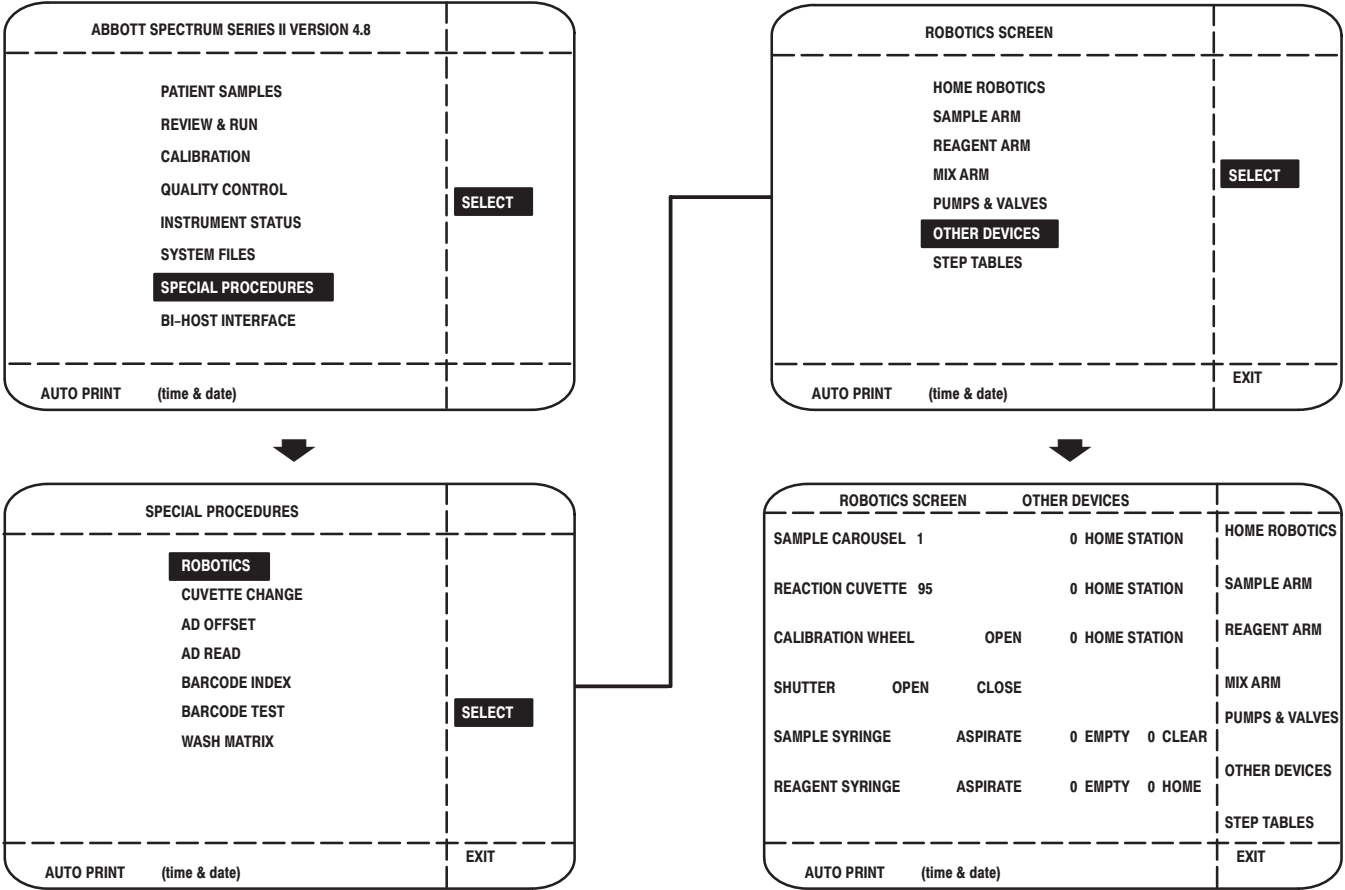 ABBOTT SPECTRUM SERIES II VERSION 4.8
PATIENT SAMPLES
REVIEW & RUN
CALIBRATION
QUALITY CONTROL
INSTRUMENT STATUS
SYSTEM FILES
SPECIAL PROCEDURES
BI–HOST INTERFACE
SELECT
AUTO PRINT (time & date)
SPECIAL PROCEDURES
ROBOTICS
CUVETTE CHANGE
AD OFFSET
AD READ
BARCODE INDEX
BARCODE TEST
WASH MATRIX
SELECT
EXIT
AUTO PRINT (time & date)
ROBOTICS SCREEN
HOME ROBOTICS
SAMPLE ARM
REAGENT ARM
MIX ARM
PUMPS & VALVES
OTHER DEVICES
STEP TABLES
SELECT
EXIT
AUTO PRINT (time & date)
ROBOTICS SCREEN OTHER DEVICES
SAMPLE CAROUSEL 1 0 HOME STATION
REACTION CUVETTE 95 0 HOME STATION
CALIBRATION WHEEL OPEN 0 HOME STATION
SHUTTER OPEN CLOSE
SAMPLE SYRINGE ASPIRATE 0 EMPTY 0 CLEAR
REAGENT SYRINGE ASPIRATE 0 EMPTY 0 HOME
HOME ROBOTICS
SAMPLE ARM
REAGENT ARM
MIX ARM
PUMPS & VALVES
OTHER DEVICES
STEP TABLES
EXIT
AUTO PRINT (time & date)